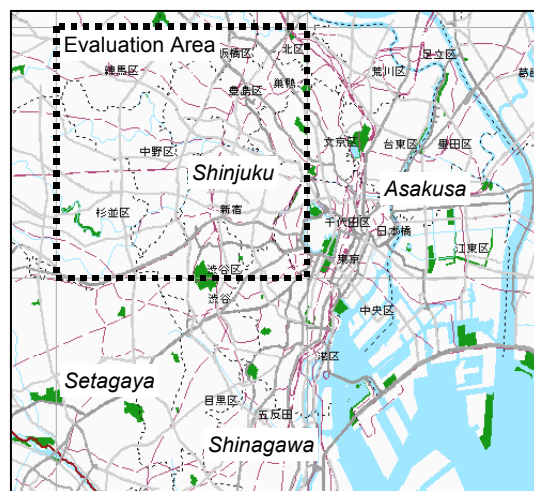 Evaluation Area
北区
足立区
板橋区
練馬区
荒川区
葛飾
巣鴨
豊島区
文京区
台東区
墨田区
中野区
Shinjuku
Asakusa
杉並区
新宿
千代田区
日本橋
江東区
東京
渋谷区
渋谷
中央区
港区
Setagaya
目黒区
五反田
Shinagawa